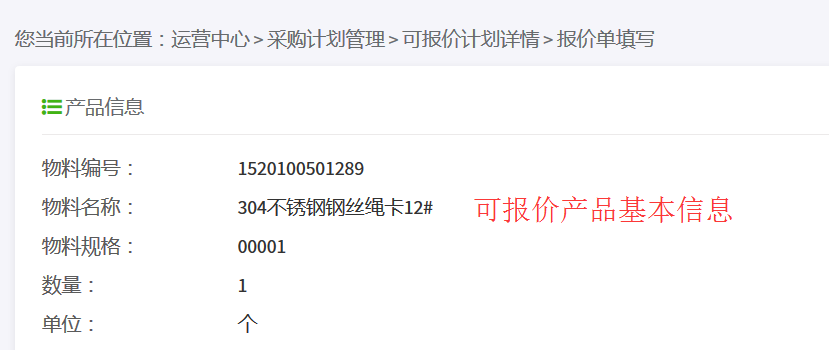 您当前所在位置：运营中心 > 采购计划管理 > 可报价计划详情 > 报价单填写
产品信息
物料编号： 1520100501289
物料名称： 304不锈钢钢丝绳卡12# 可报价产品基本信息
物料规格： 00001
数量： 1
单位： 个